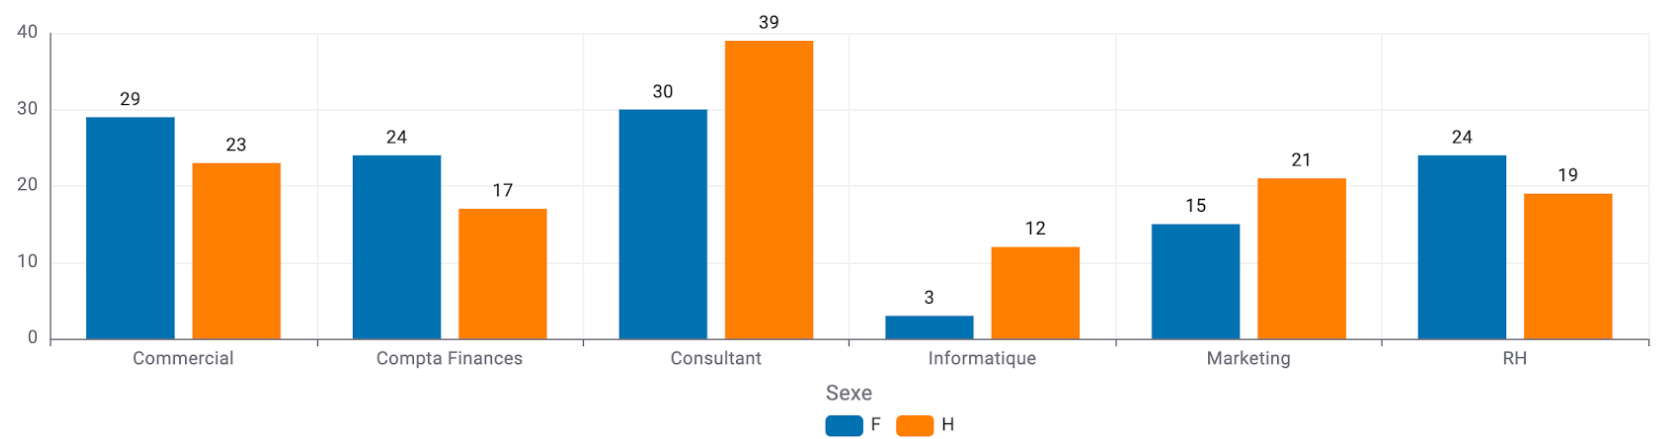 40
30
20
10
0
29
23
24
17
30
39
3
12
15
21
24
19
Commercial
Compta Finances
Consultant
Informatique
Marketing
RH
Sexe
F H